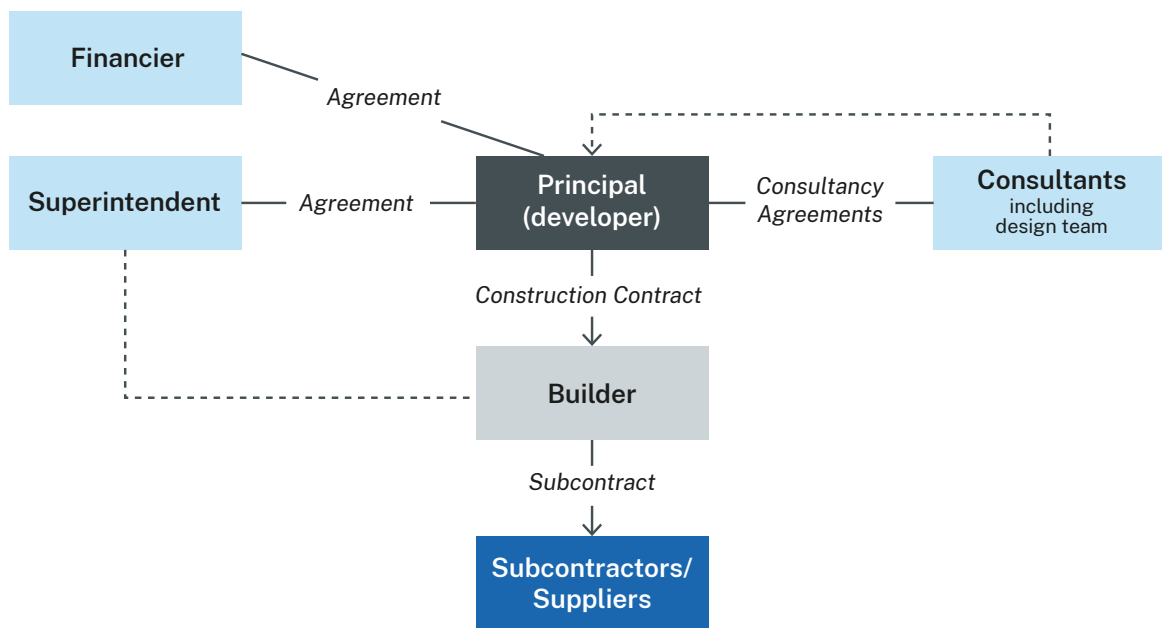 Financier
Agreement
Superintendent
Agreement
Principal
(developer)
Consultancy
Agreements
Consultants
including
design team
Construction Contract
Builder
Subcontract
Subcontractors/
Suppliers